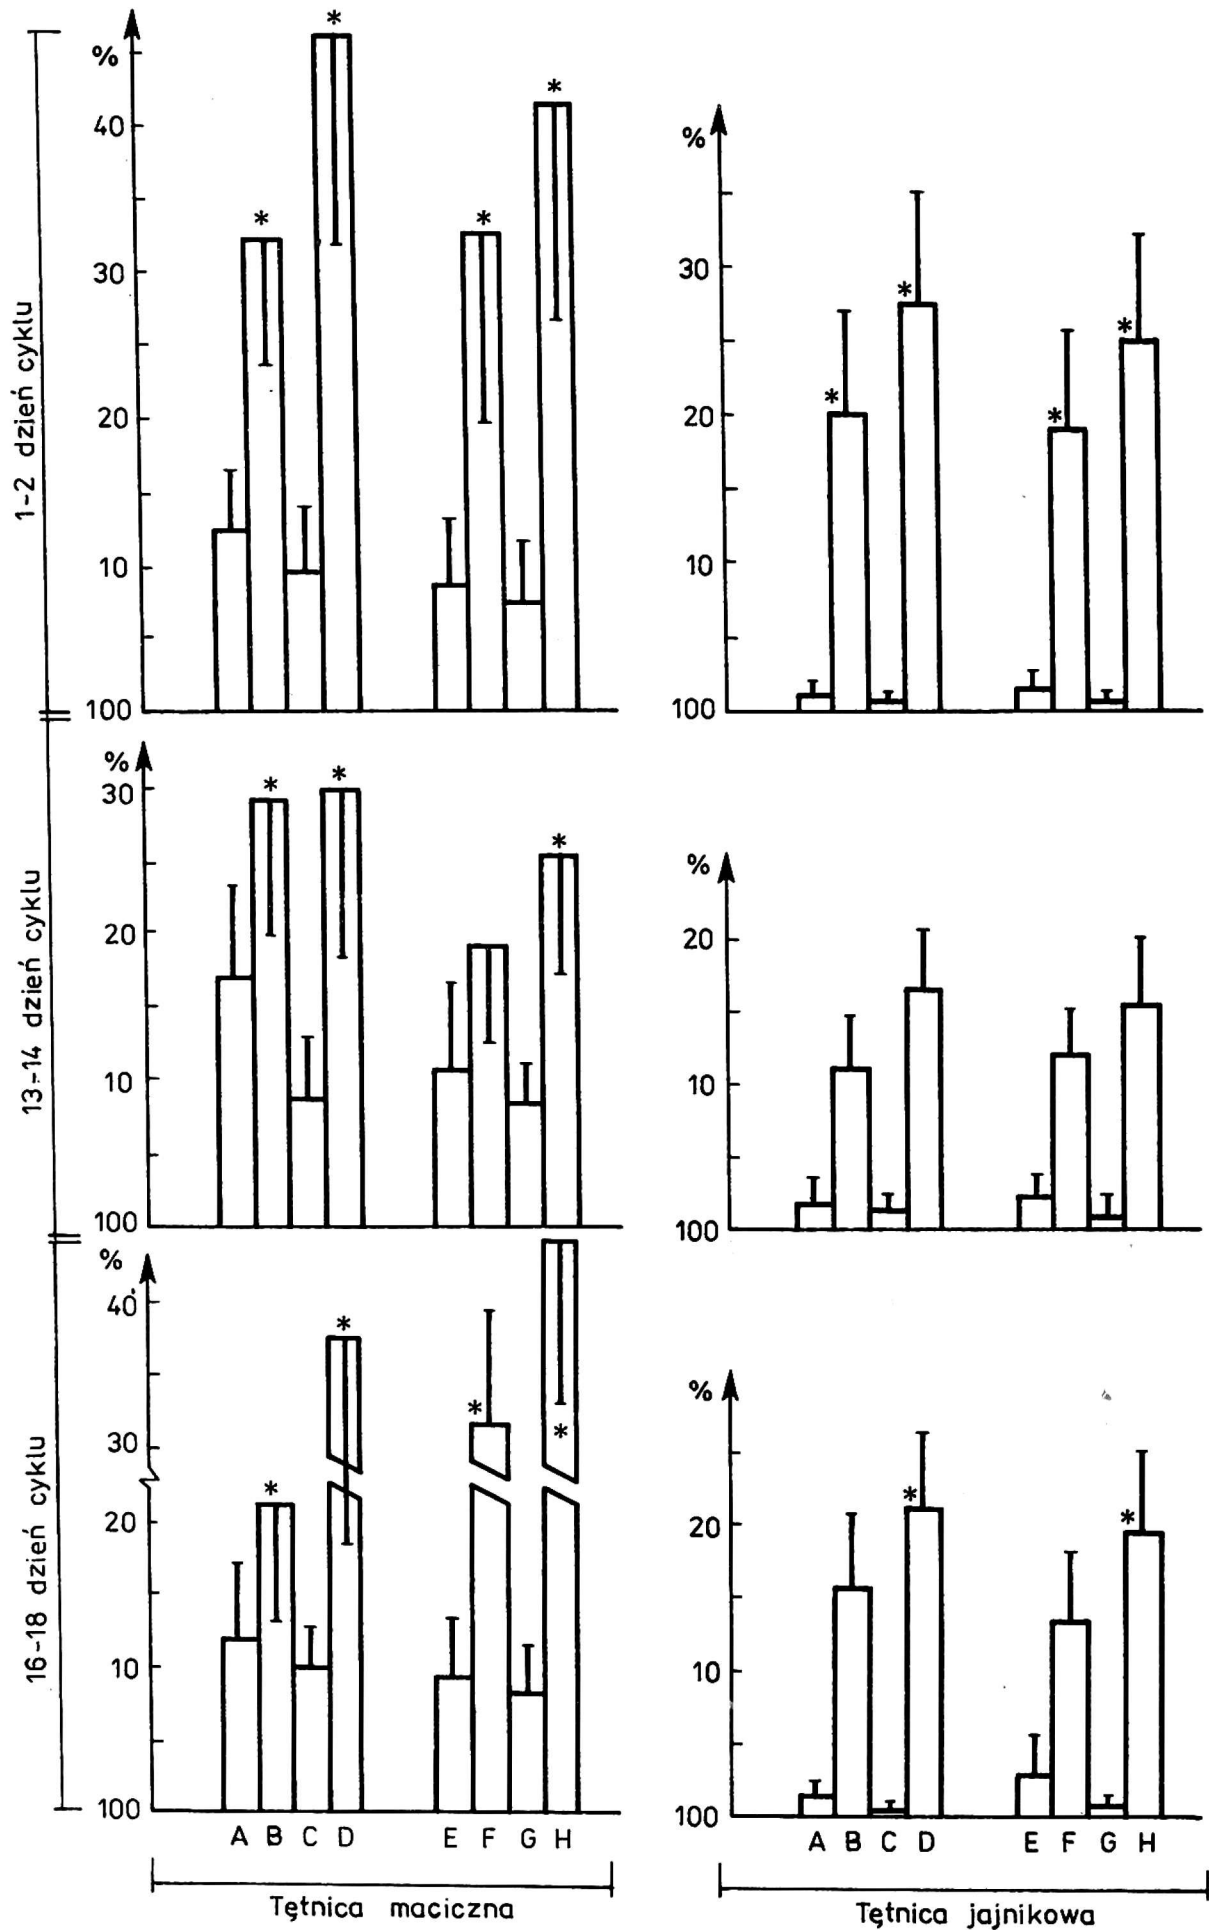 1-2 dzień cyklu
%
40
30
20
10
100
* * * *
%
30
20
10
100
* * * *
13-14 dzień cyklu
%
30
20
10
100
* * *
%
20
10
100
16-18 dzień cyklu
%
40
30
20
10
100
* * * *
A B C D E F G H
Tętnica maciczna
%
20
10
100
* *
A B C D E F G H
Tętnica jajnikowa